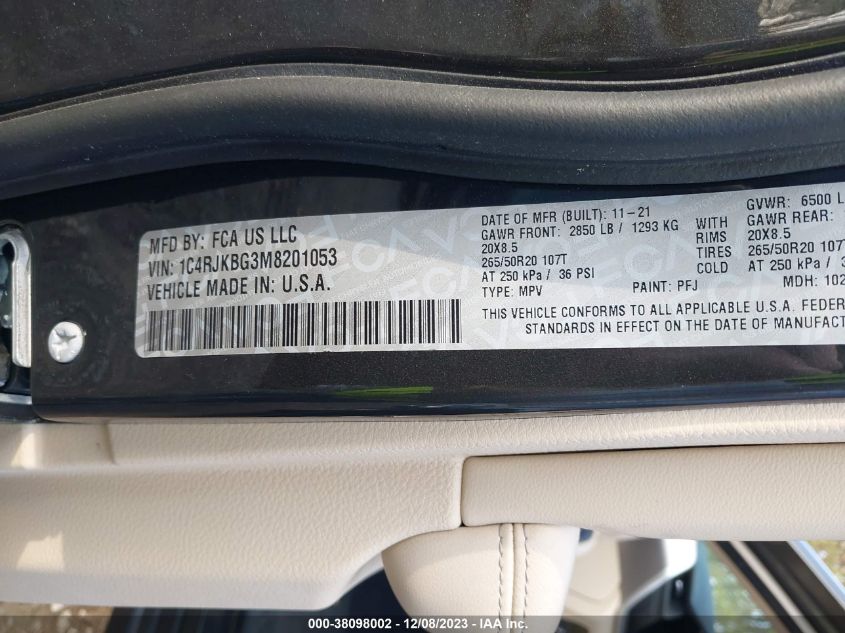 MFD BY: FCA US LLC
VIN: 1C4RJKBG3M8201053
VEHICLE MADE IN: U.S.A.
DATE OF MFR (BUILT): 11-21
GAWR FRONT: 2850 LB / 1293 KG
20X8.5
265/50R20 107T
AT 250 kPa / 36 PSI
TYPE: MPV
WITH
RIMS
TIRES
COLD
PAINT: PFJ
GVWR: 6500 L
GAWR REAR:
20X8.5
265/50R20 107T
AT 250 kPa / 3
MDH: 102
THIS VEHICLE CONFORMS TO ALL APPLICABLE U.S.A. FEDER
STANDARDS IN EFFECT ON THE DATE OF MANUFACT
000-38098002 - 12/08/2023 - IAA Inc.